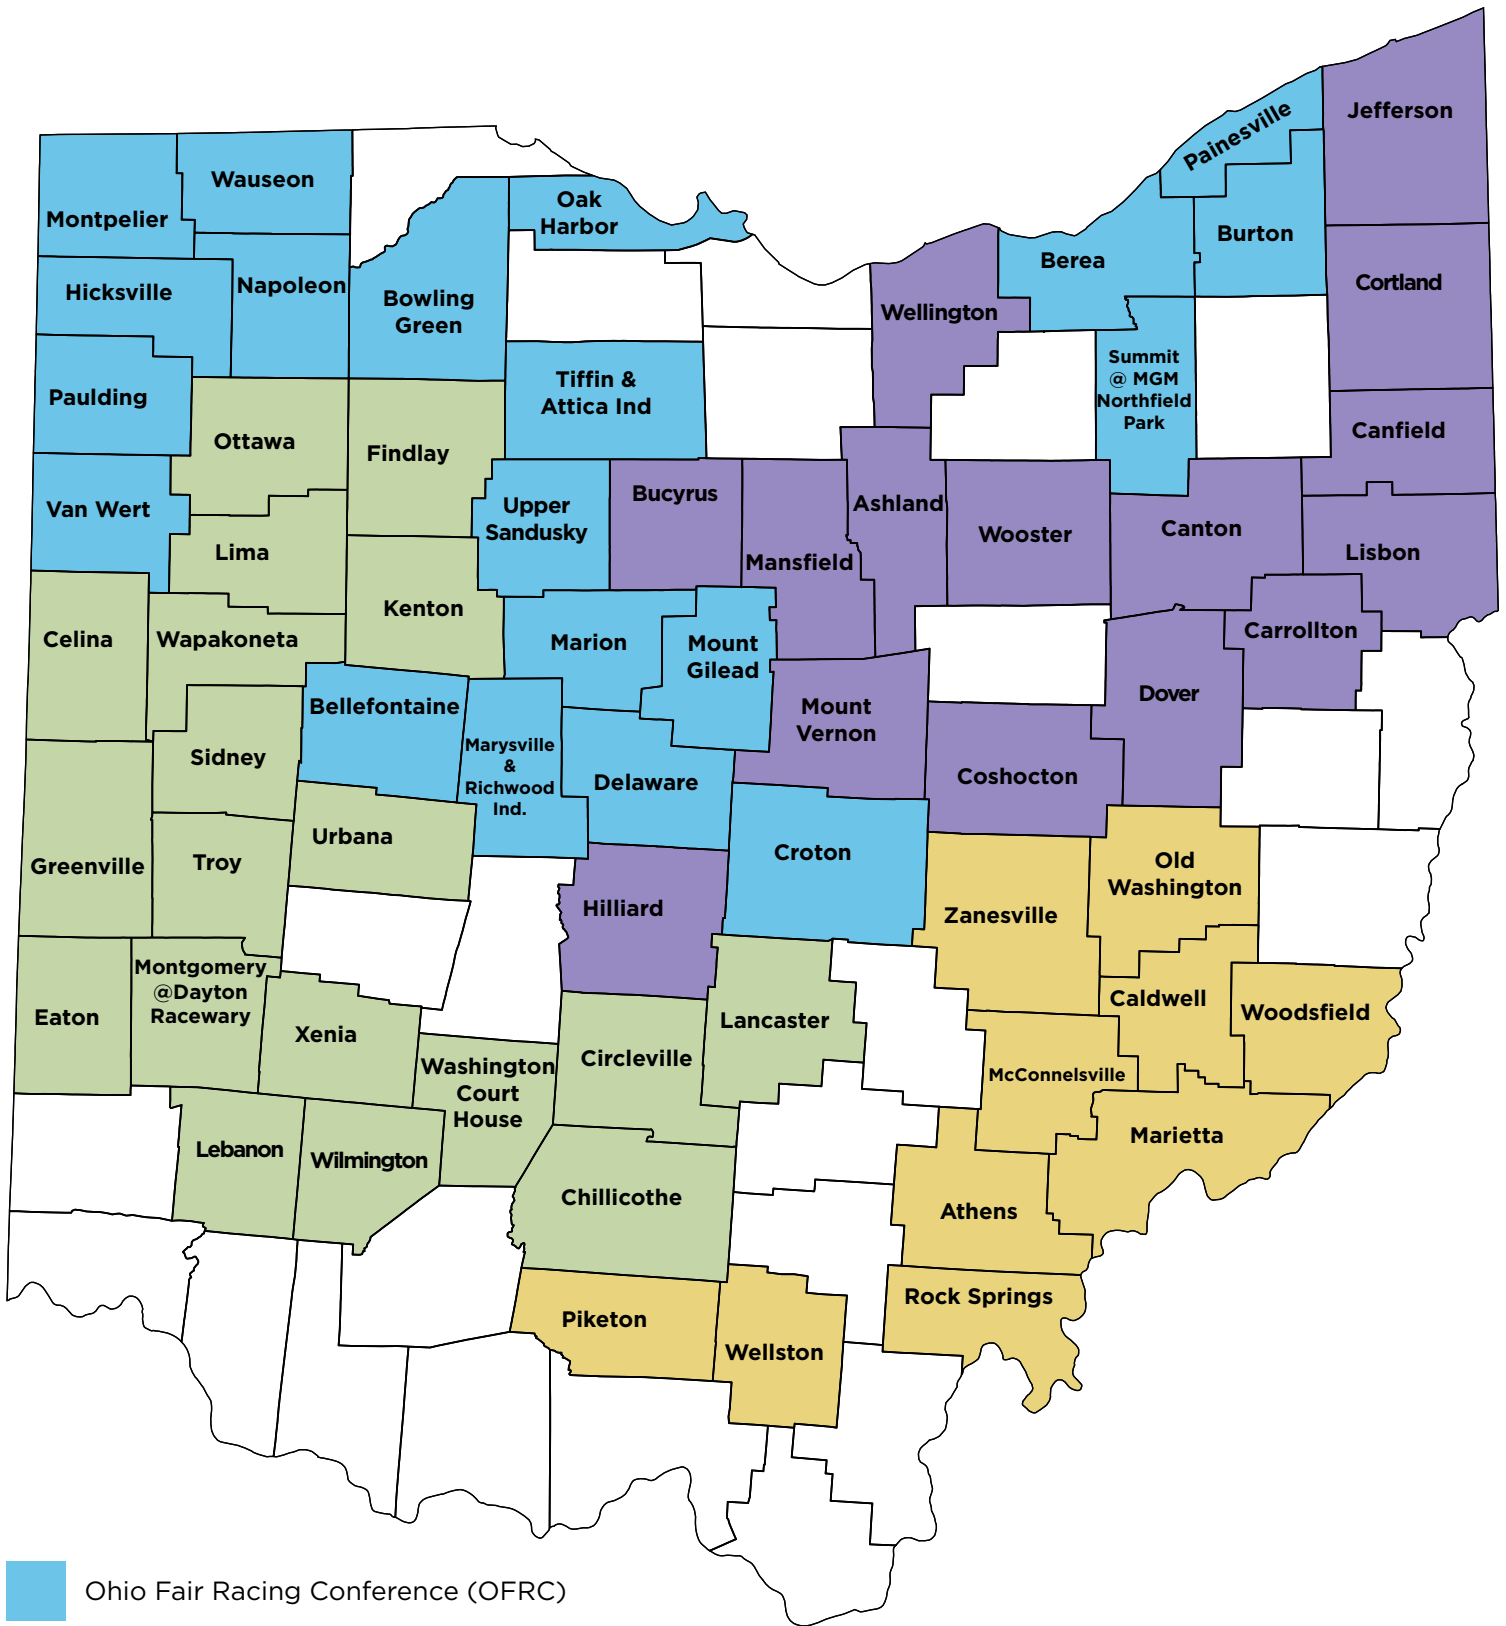 Jefferson
Painesville
Wauseon
Montpelier
Oak
Harbor
Burton
Berea
Cortland
Hicksville
Napoleon
Bowling
Green
Wellington
Summit
@ MGM
Northfield
Park
Paulding
Tiffin &
Attica Ind
Canfield
Ottawa
Findlay
Van Wert
Upper
Sandusky
Bucyrus
Ashland
Wooster
Canton
Lisbon
Lima
Mansfield
Kenton
Celina
Wapakoneta
Marion
Mount
Gilead
Carrollton
Bellefontaine
Mount
Vernon
Dover
Sidney
Marysville
&
Richwood
Ind.
Delaware
Coshocton
Urbana
Greenville
Troy
Croton
Old
Washington
Hilliard
Zanesville
Montgomery
@Dayton
Racewary
Eaton
Xenia
Lancaster
Caldwell
Woodsfield
Washington
Court
House
Circleville
McConnelsville
Lebanon
Wilmington
Marietta
Chillicothe
Athens
Piketon
Rock Springs
Wellston
Ohio Fair Racing Conference (OFRC)